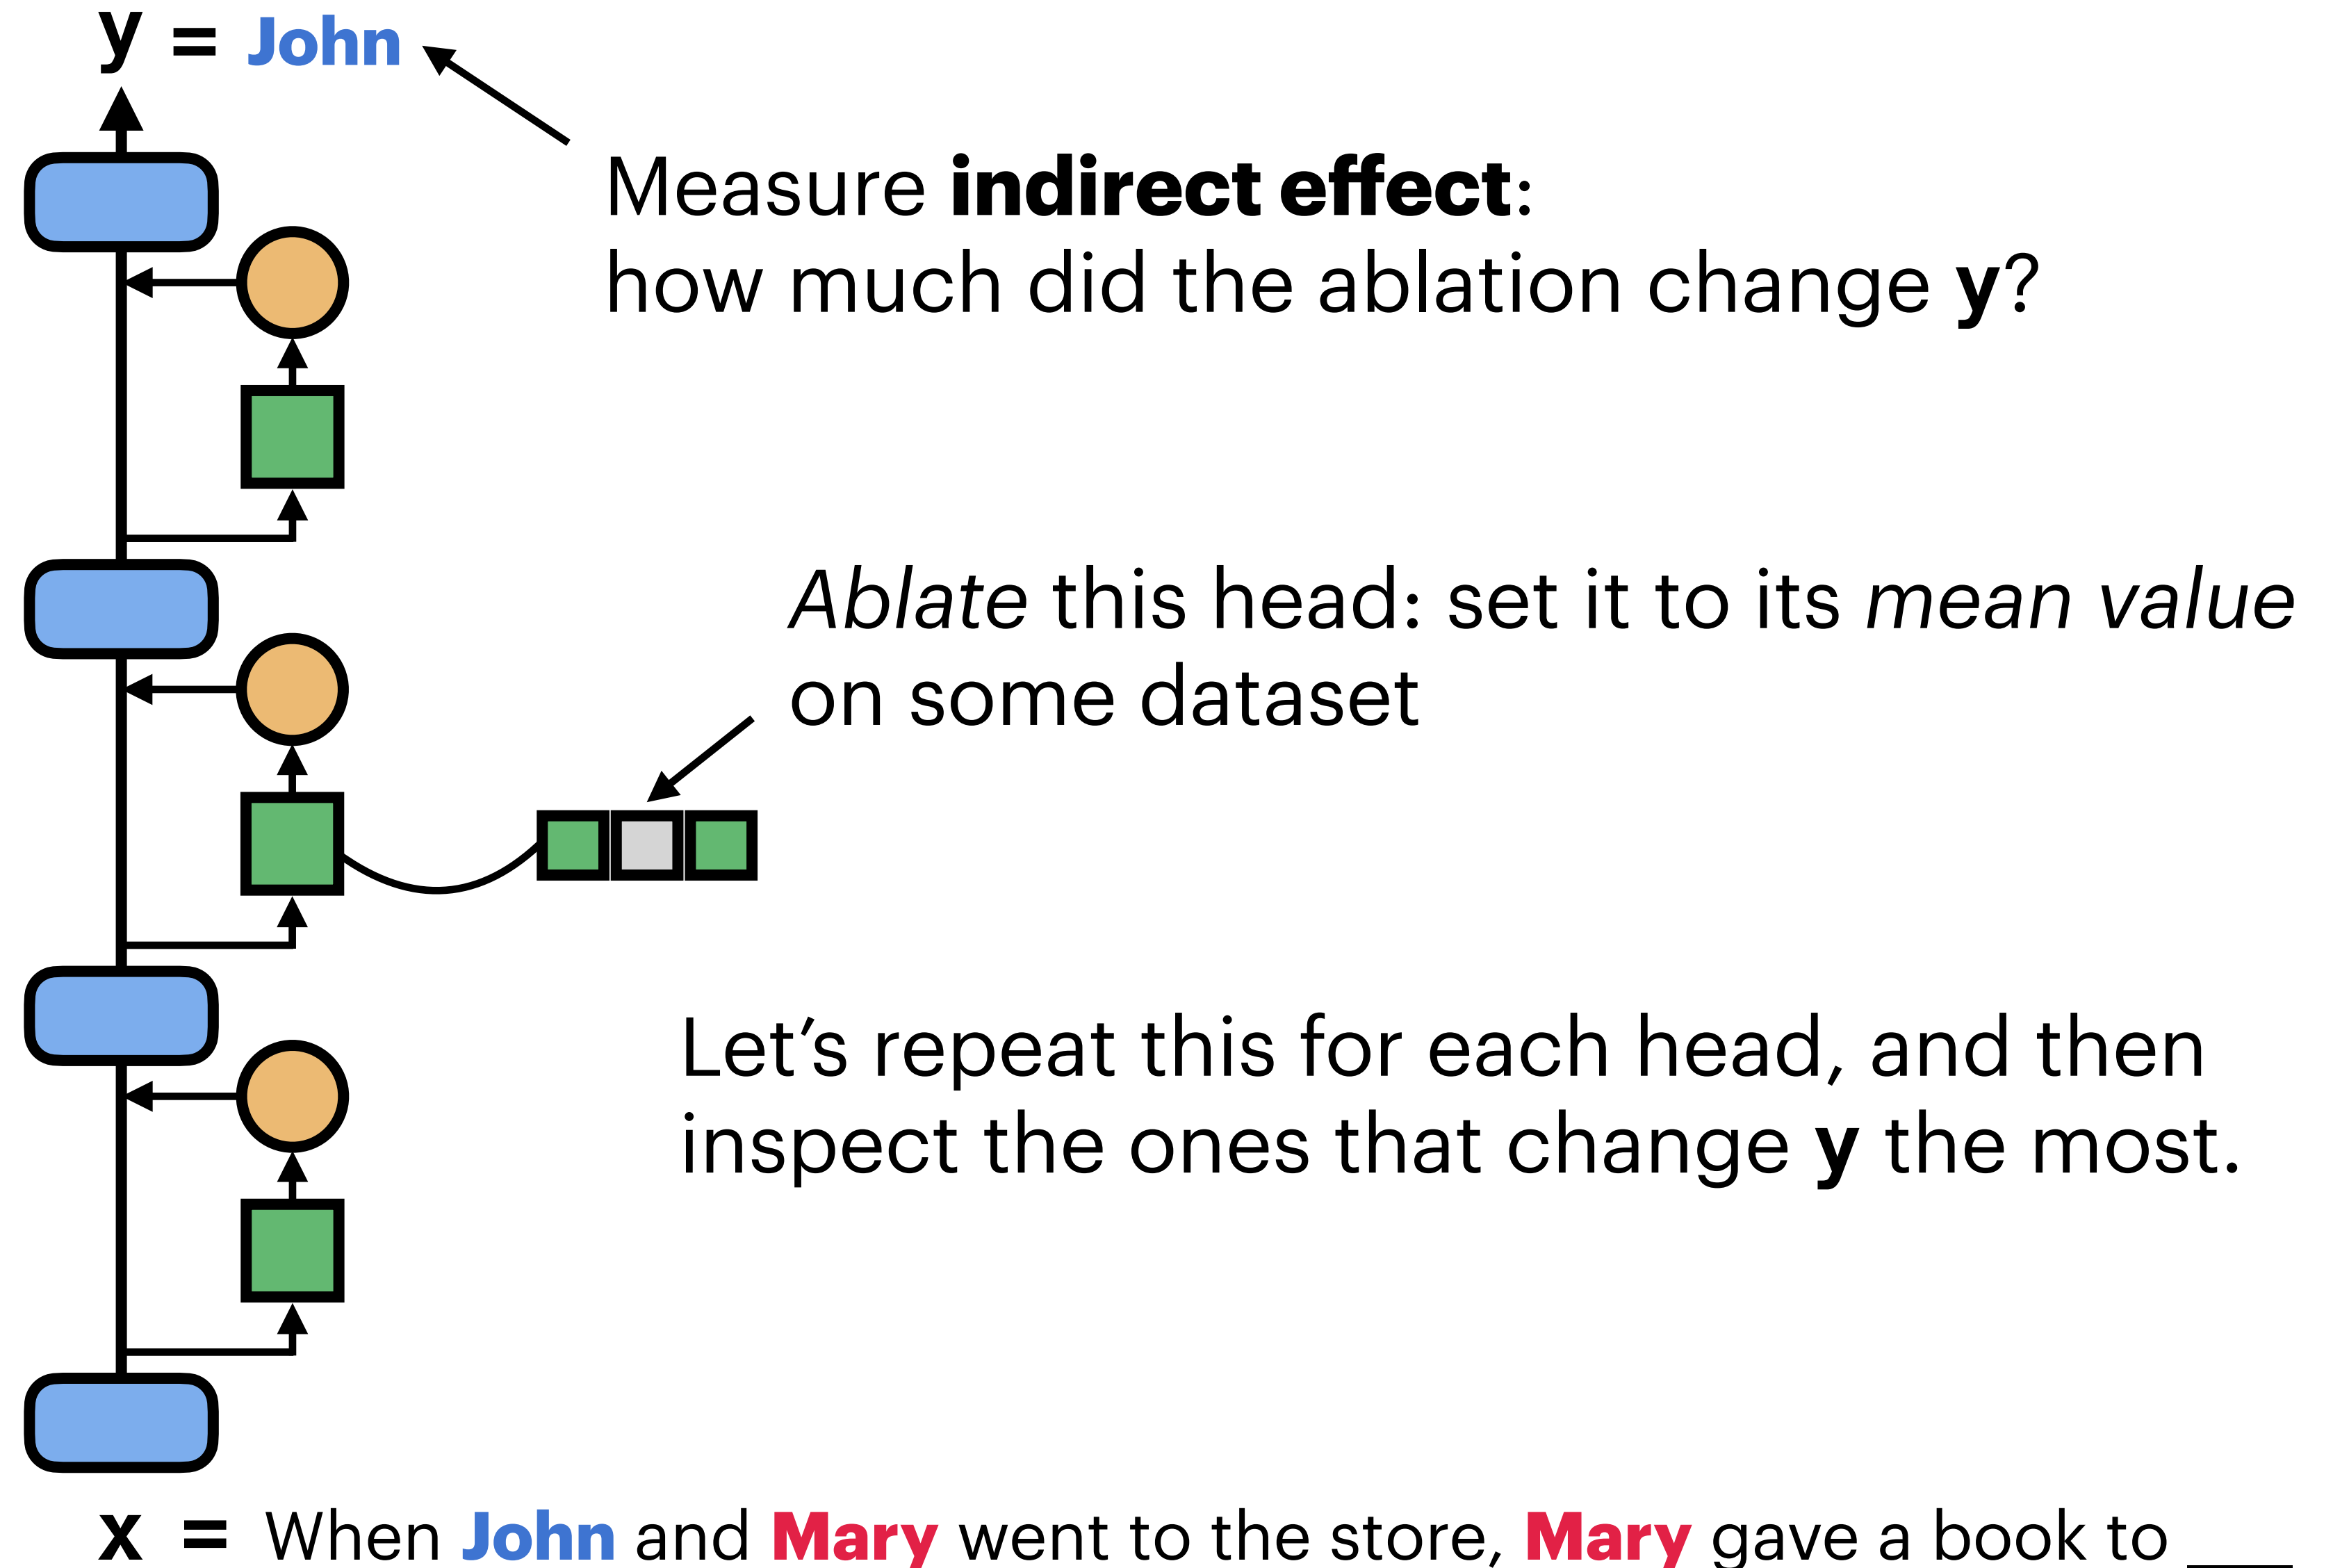 y = John
Measure indirect effect:
how much did the ablation change y?
Ablate this head: set it to its mean value
on some dataset
Let’s repeat this for each head, and then
inspect the ones that change y the most.
x = When John and Mary went to the store, Mary gave a book to ___